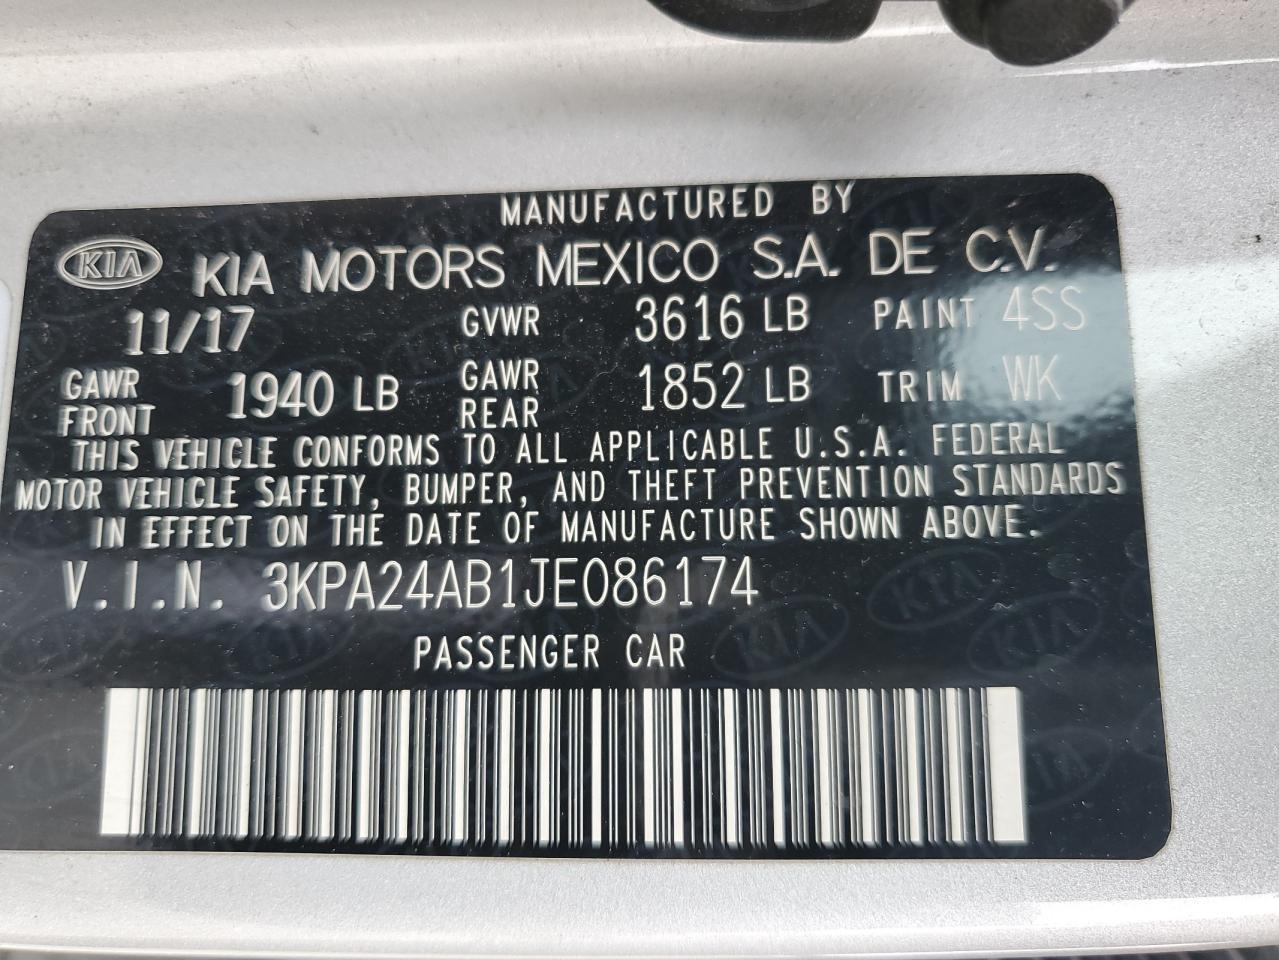 MANUFACTURED BY
KIA KIA MOTORS MEXICO S.A. DE C.V.
11/17 GVWR 3616 LB PAINT 4SS
GAWR FRONT 1940 LB GAWR REAR 1852 LB TRIM WK
THIS VEHICLE CONFORMS TO ALL APPLICABLE U.S.A. FEDERAL
MOTOR VEHICLE SAFETY, BUMPER, AND THEFT PREVENTION STANDARDS
IN EFFECT ON THE DATE OF MANUFACTURE SHOWN ABOVE.
V.I.N. 3KPA24AB1JE086174
PASSENGER CAR